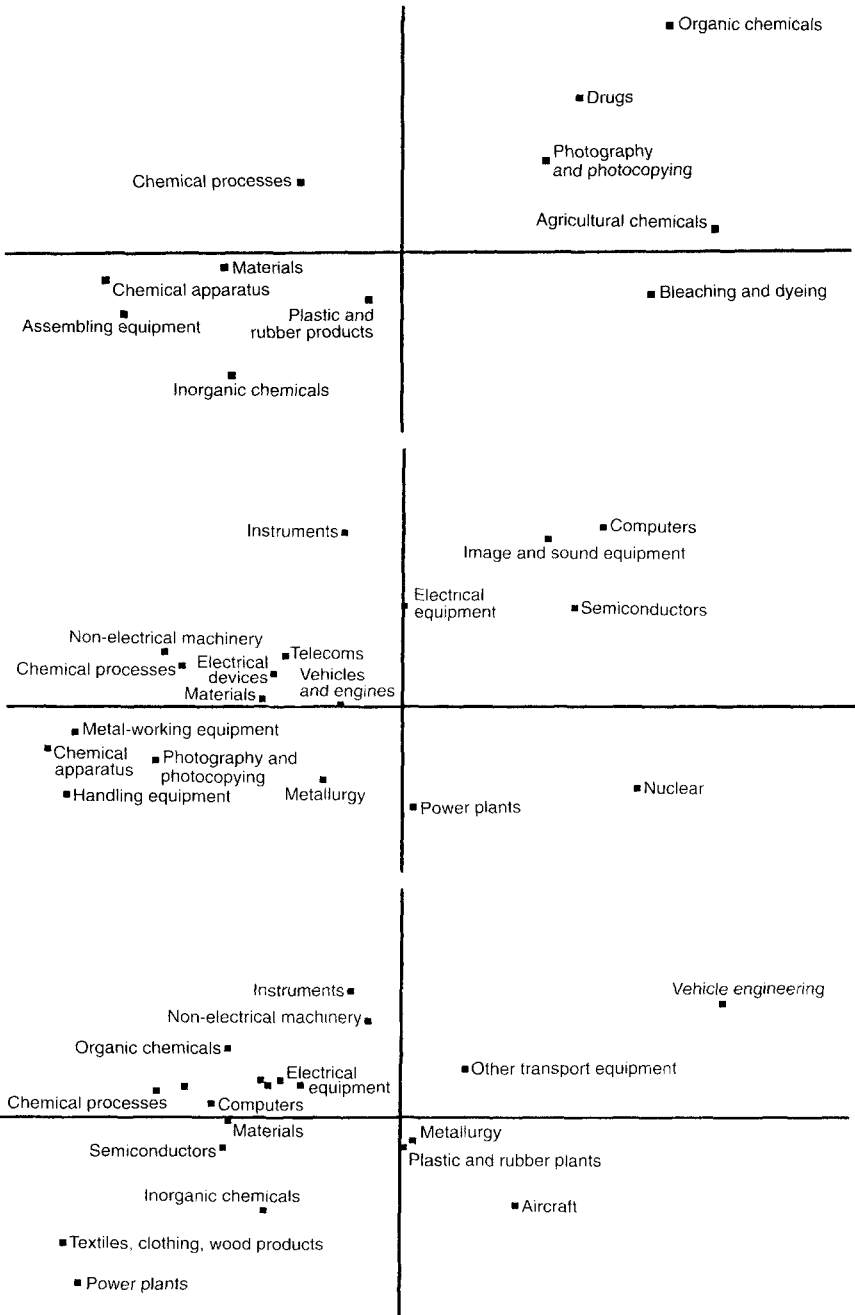 Organic chemicals
Drugs
Photography
and photocopying
Chemical processes
Agricultural chemicals
Materials
Chemical apparatus
Assembling equipment
Plastic and
rubber products
Bleaching and dyeing
Inorganic chemicals
Instruments
Computers
Image and sound equipment
Electrical
equipment
Semiconductors
Non-electrical machinery
Chemical processes
Electrical
devices
Telecoms
Materials
Vehicles
and engines
Metal-working equipment
Chemical
apparatus
Photography and
photocopying
Handling equipment
Metallurgy
Power plants
Nuclear
Instruments
Vehicle engineering
Non-electrical machinery
Organic chemicals
Other transport equipment
Electrical
equipment
Chemical processes
Computers
Materials
Metallurgy
Semiconductors
Plastic and rubber plants
Inorganic chemicals
Aircraft
Textiles, clothing, wood products
Power plants